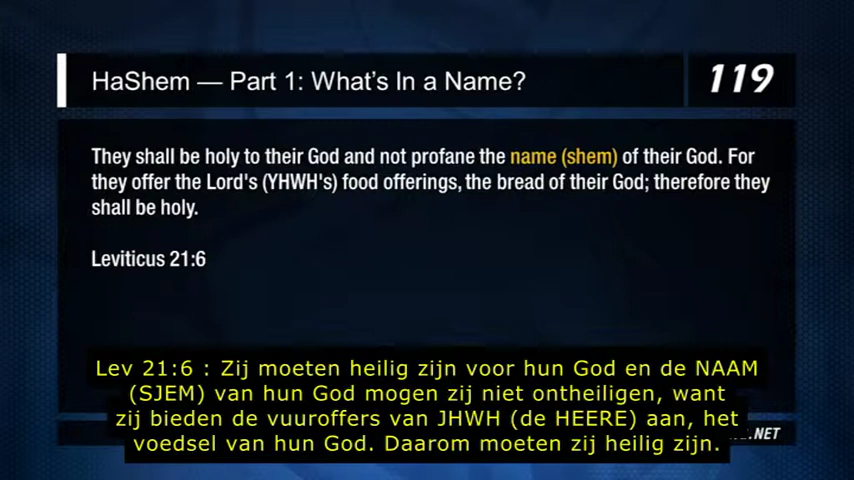 HaShem — Part 1: What's In a Name?
119
They shall be holy to their God and not profane the name (shem) of their God. For
they offer the Lord's (YHWH's) food offerings, the bread of their God; therefore they
shall be holy.
Leviticus 21:6
Lev 21:6 : Zij moeten heilig zijn voor hun God en de NAAM
(SJEM) van hun God mogen zij niet ontheiligen, want
zij bieden de vuuroffers van JHWH (de HEERE) aan, het
voedsel van hun God. Daarom moeten zij heilig zijn.
.NET